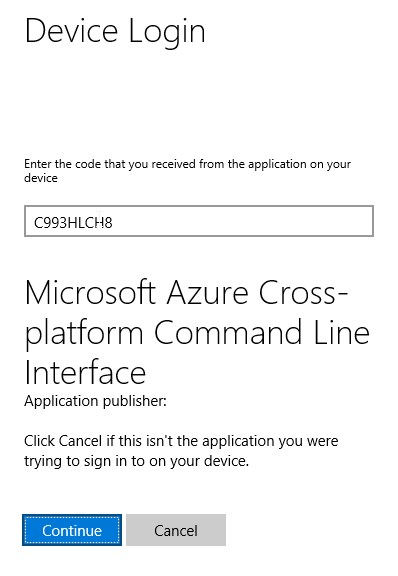 Device Login
Enter the code that you received from the application on your
device
C993HLCH8
Microsoft Azure Cross-
platform Command Line
Interface
Application publisher:
Click Cancel if this isn't the application you were
trying to sign in to on your device.
Continue Cancel